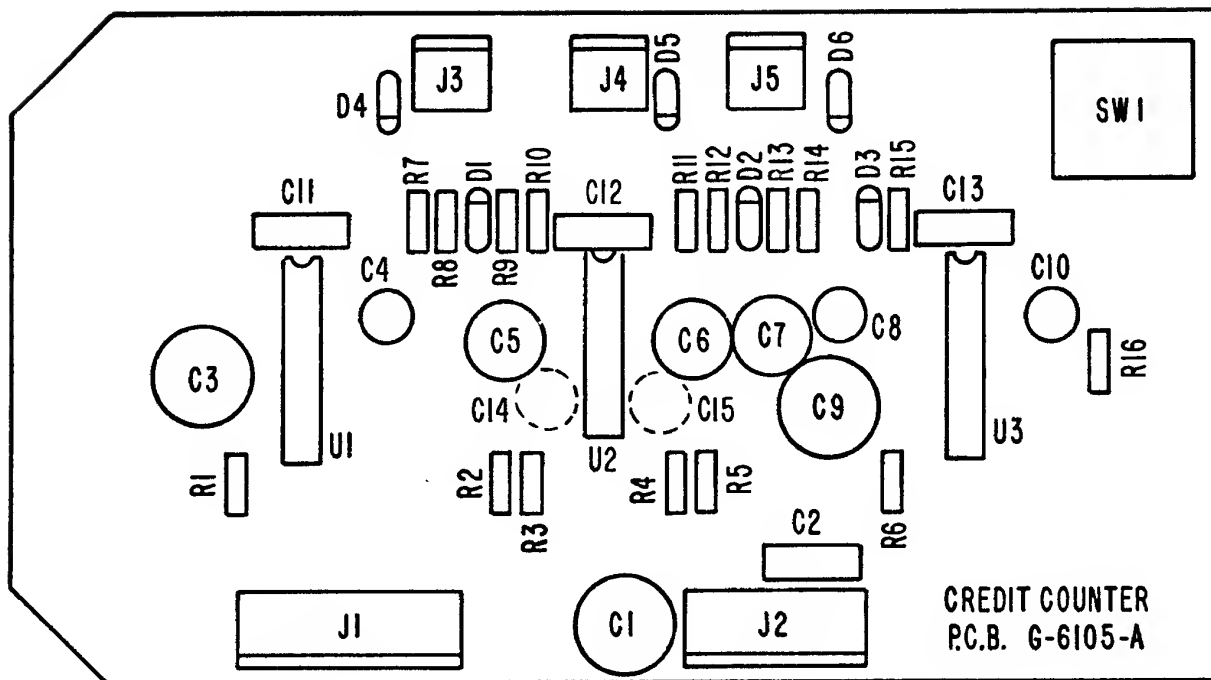 D4
J3
J4
D5
J5
D6
SW1
C11
R7
R8
D1
R9
R10
C12
R11
R12
D2
R13
R14
D3
R15
C13
C4
C5
C6
C7
C8
C10
R16
C3
C14
C15
C9
U1
U2
U3
R1
R2
R3
R4
R5
R6
C2
J1
C1
J2
CREDIT COUNTER
P.C.B. G-6105-A